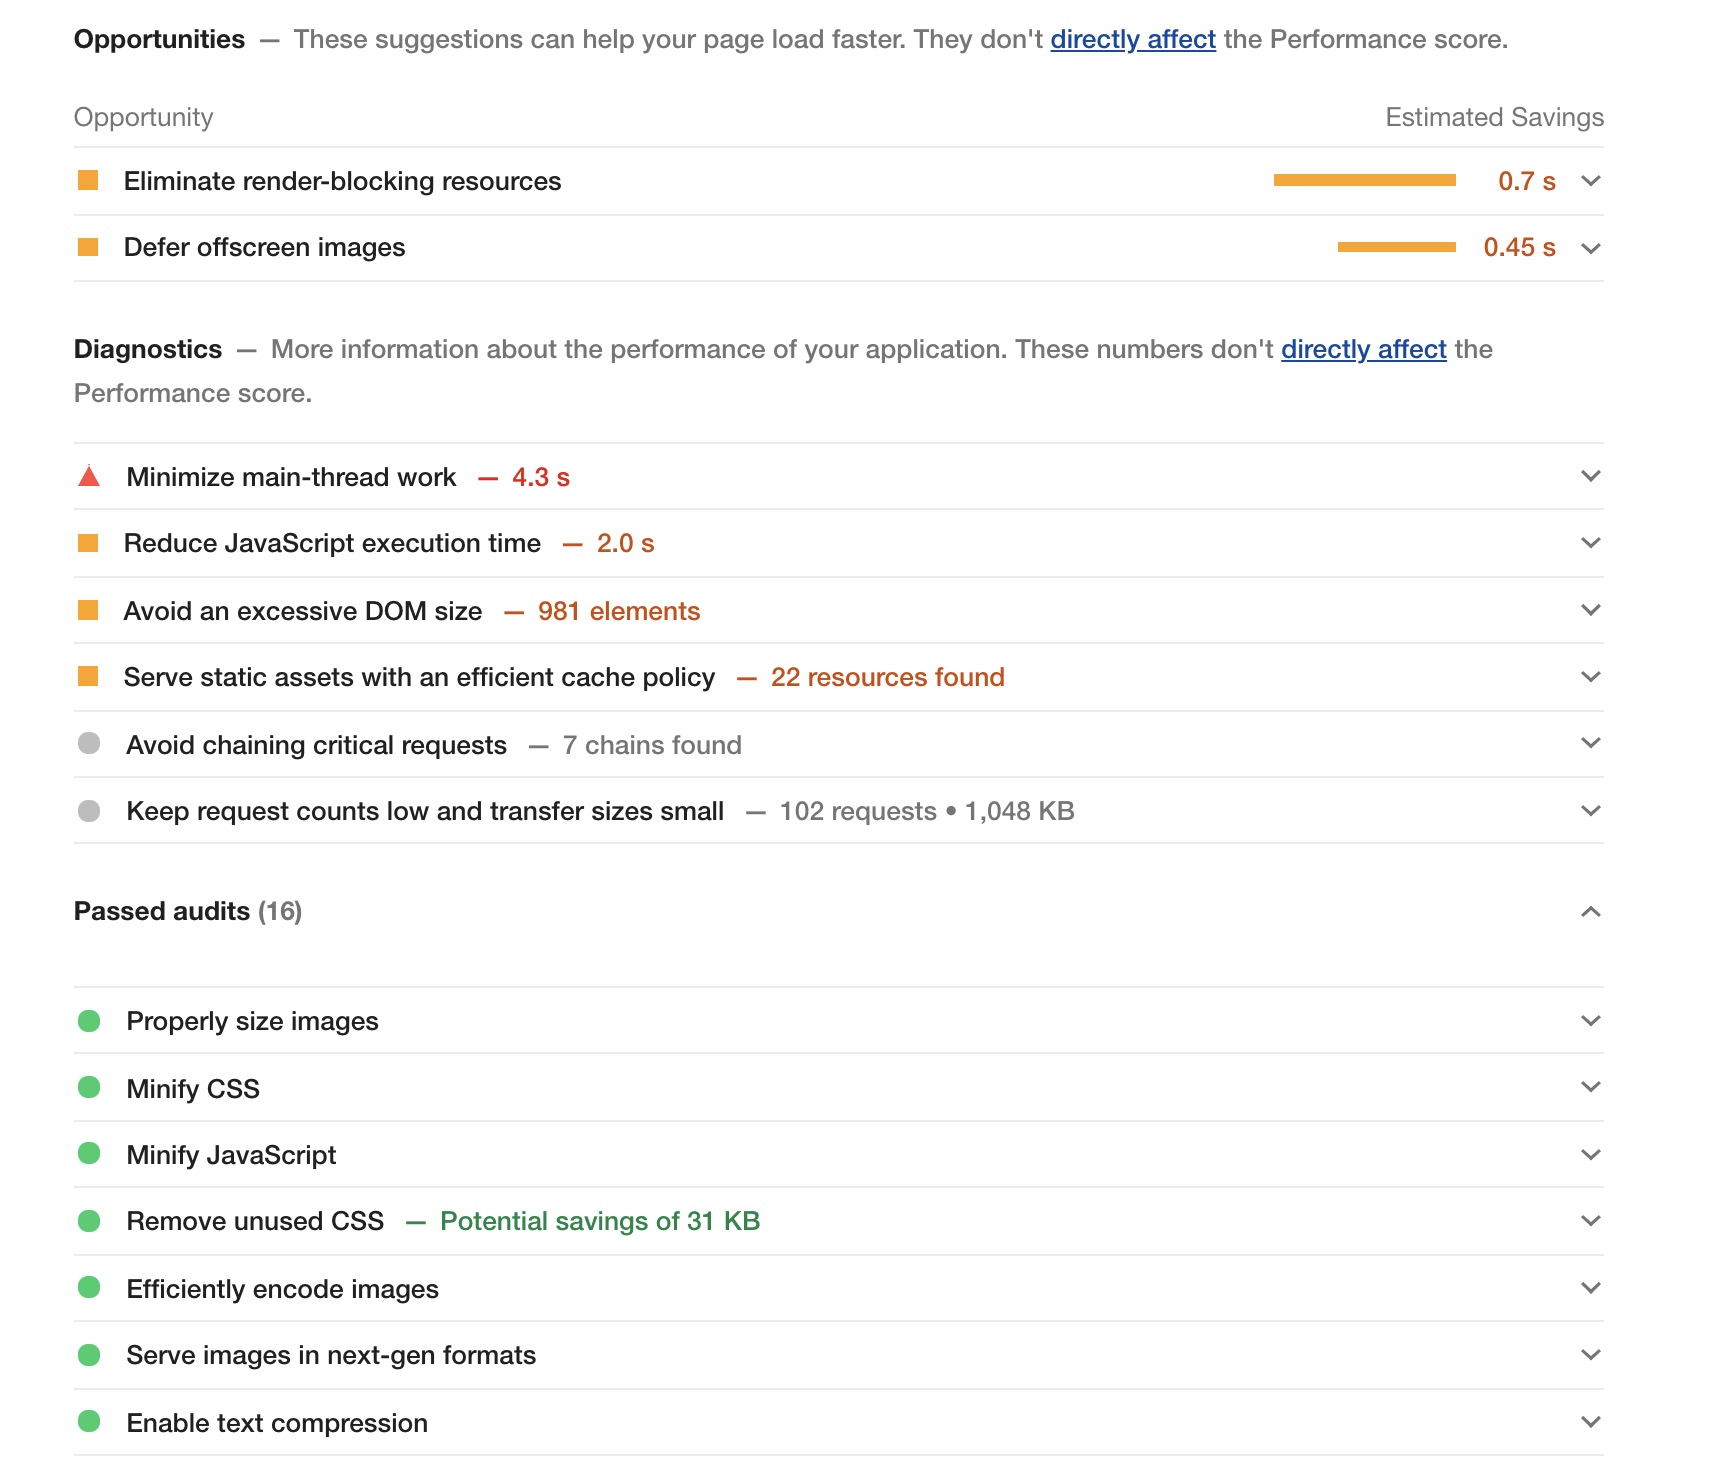 Opportunities — These suggestions can help your page load faster. They don't directly affect the Performance score.
Opportunity Estimated Savings
Eliminate render-blocking resources 0.7 s
Defer offscreen images 0.45 s
Diagnostics — More information about the performance of your application. These numbers don't directly affect the
Performance score.
Minimize main-thread work — 4.3 s
Reduce JavaScript execution time — 2.0 s
Avoid an excessive DOM size — 981 elements
Serve static assets with an efficient cache policy — 22 resources found
Avoid chaining critical requests — 7 chains found
Keep request counts low and transfer sizes small — 102 requests • 1,048 KB
Passed audits (16)
Properly size images
Minify CSS
Minify JavaScript
Remove unused CSS — Potential savings of 31 KB
Efficiently encode images
Serve images in next-gen formats
Enable text compression